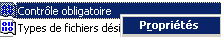 Contrôle obligatoire
Types de fichiers dési
Propriétés